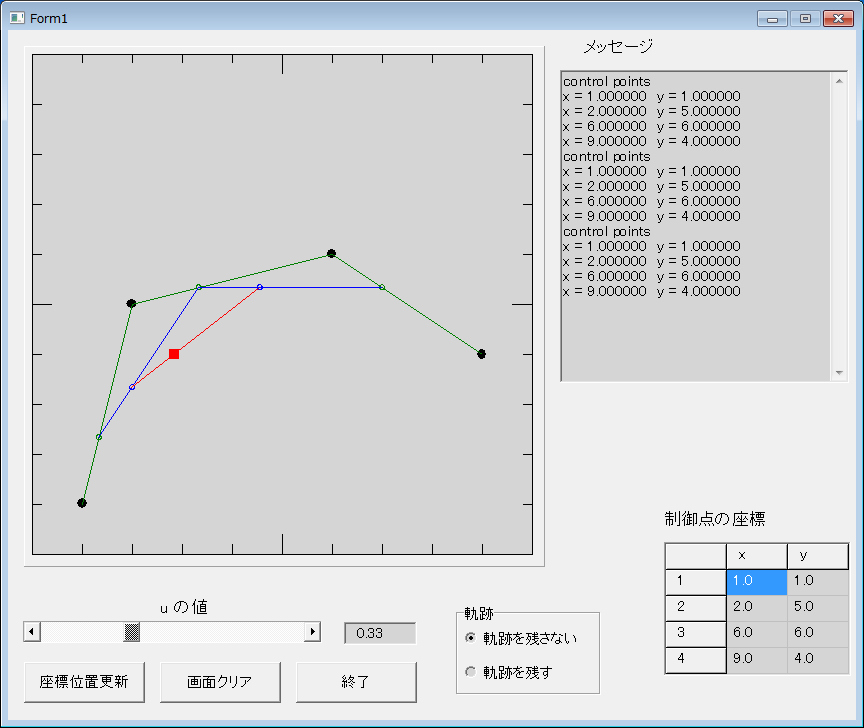 Form1
メッセージ
control points
x = 1.000000 y = 1.000000
x = 2.000000 y = 5.000000
x = 6.000000 y = 6.000000
x = 9.000000 y = 4.000000
control points
x = 1.000000 y = 1.000000
x = 2.000000 y = 5.000000
x = 6.000000 y = 6.000000
x = 9.000000 y = 4.000000
control points
x = 1.000000 y = 1.000000
x = 2.000000 y = 5.000000
x = 6.000000 y = 6.000000
x = 9.000000 y = 4.000000
制御点の座標
x y
1 1.0 1.0
2 2.0 5.0
3 6.0 6.0
4 9.0 4.0
u の値
0.33
軌跡
軌跡を残さない
軌跡を残す
座標位置更新 画面クリア 終了